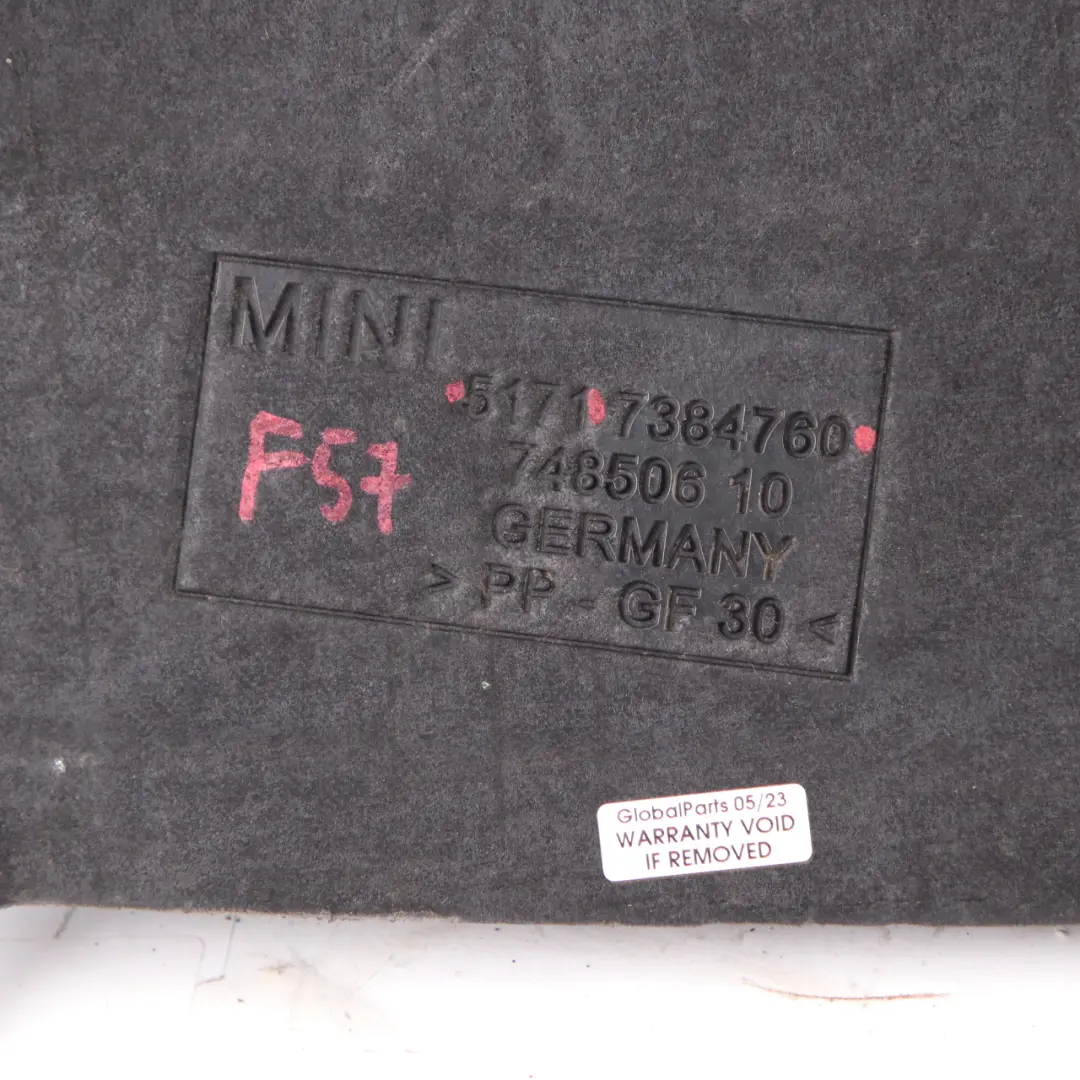 MINI
51717384760
F57
748506 10
GERMANY
> PP - GF 30 <
GlobalParts 05/23
WARRANTY VOID
IF REMOVED